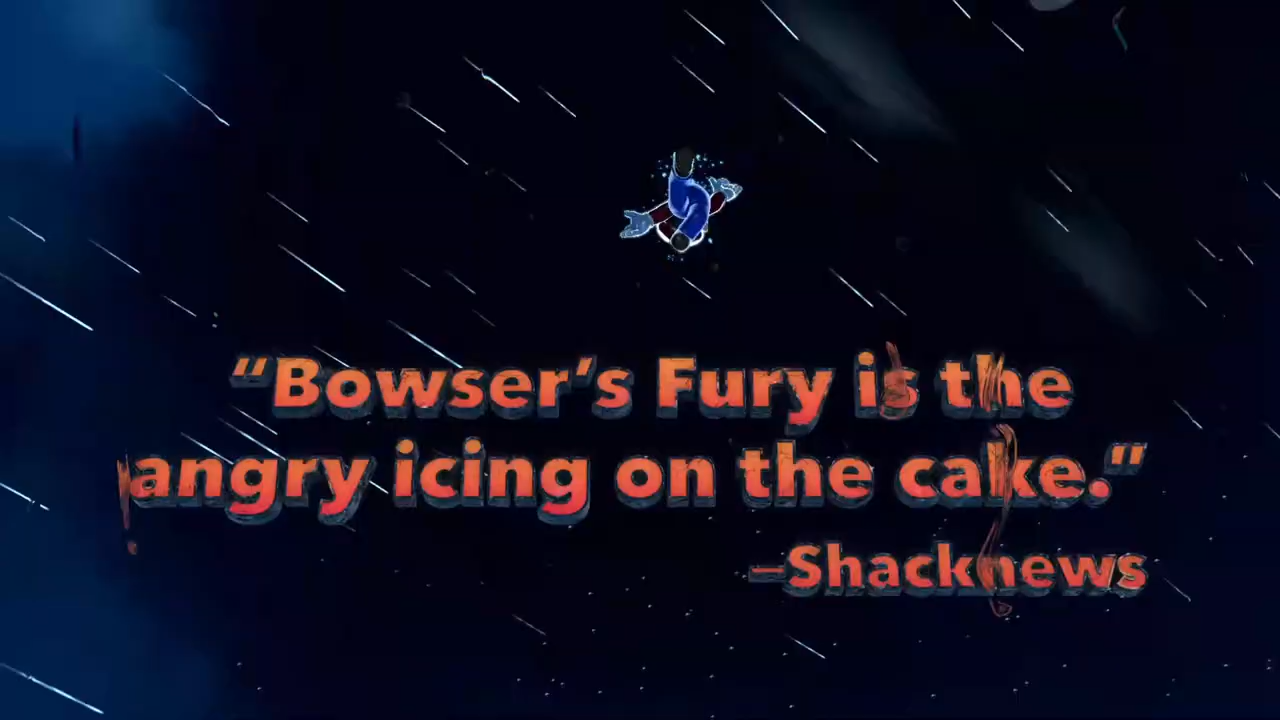 “Bowser’s Fury is the
angry icing on the cake.”
–Shacknews